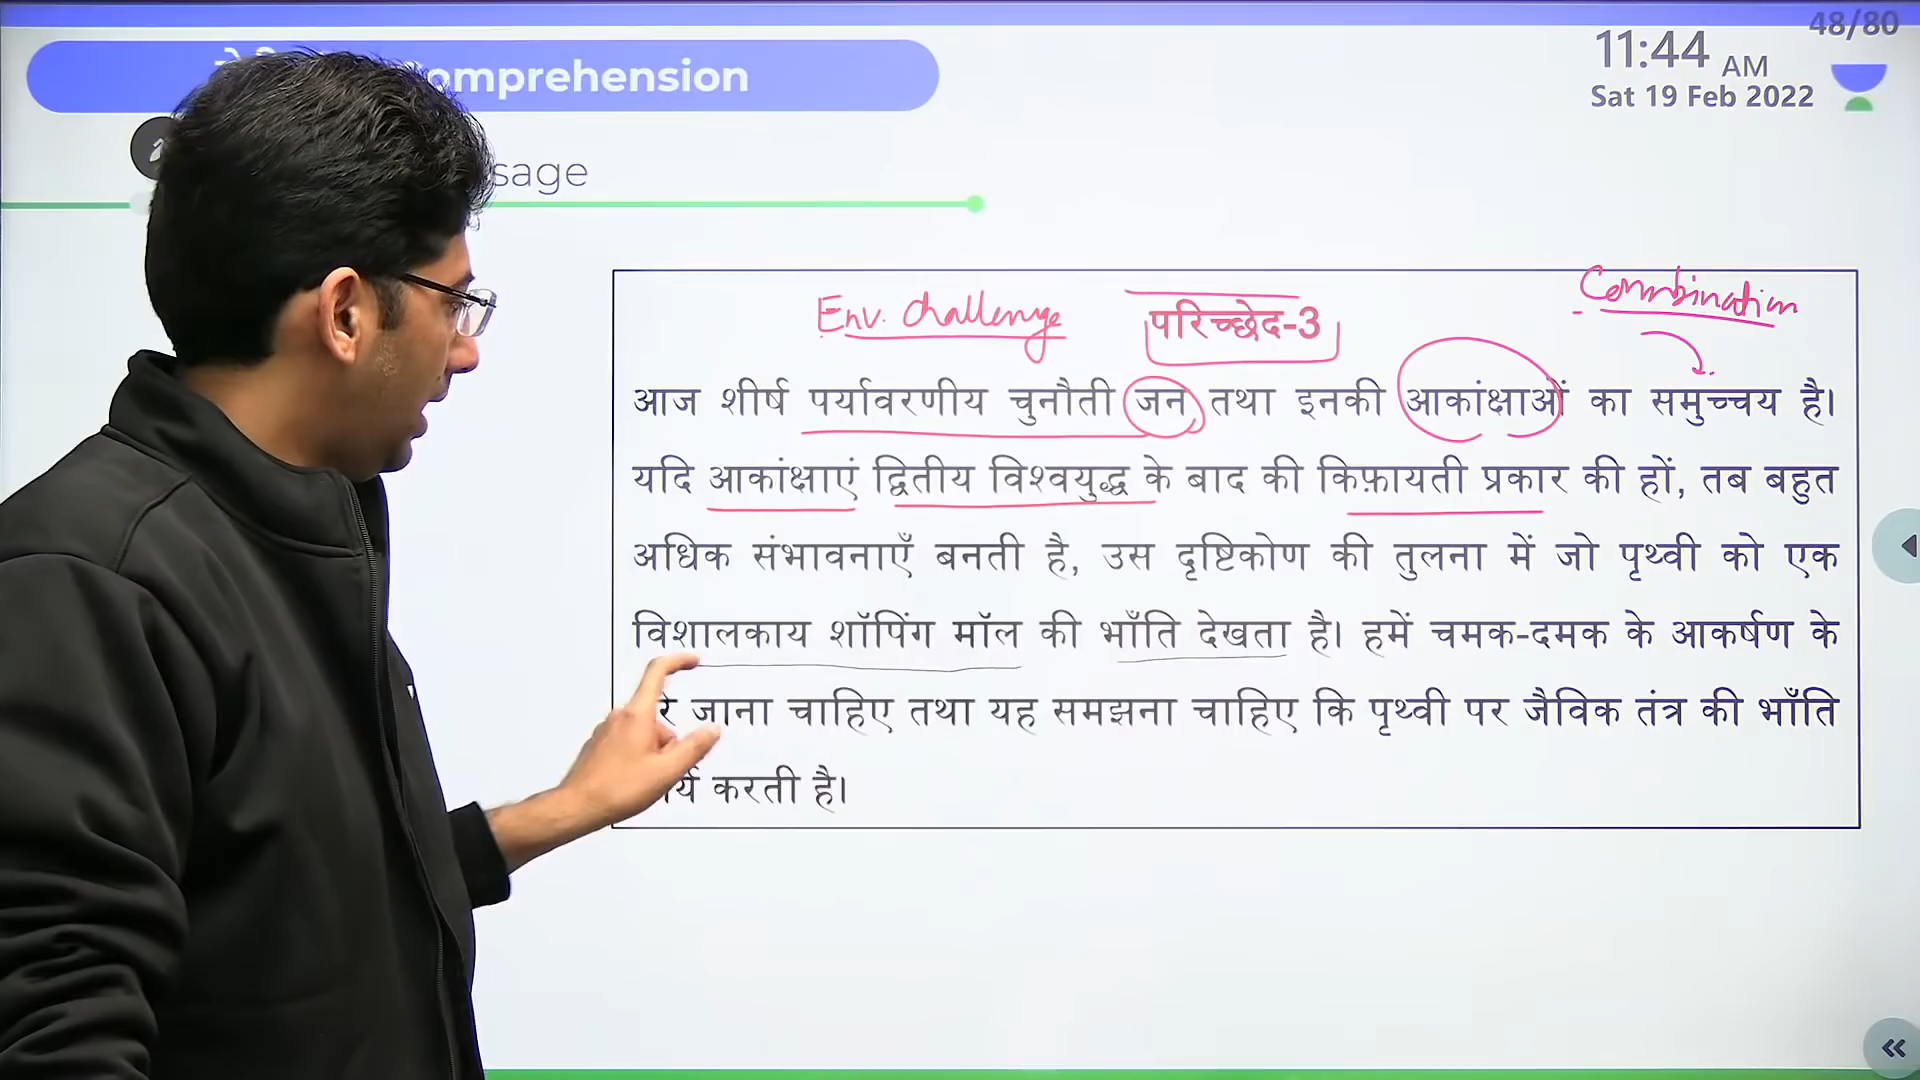 48/80
11:44 AM
Sat 19 Feb 2022
omprehension
sage
Env. Challenge
परिच्छेद-3
Combination
आज शीर्ष पर्यावरणीय चुनौती जन तथा इनकी आकांक्षाओं का समुच्चय है।
यदि आकांक्षाएं द्वितीय विश्वयुद्ध के बाद की किफ़ायती प्रकार की हों, तब बहुत
अधिक संभावनाएँ बनती है, उस दृष्टिकोण की तुलना में जो पृथ्वी को एक
विशालकाय शॉपिंग मॉल की भाँति देखता है। हमें चमक-दमक के आकर्षण के
रे जाना चाहिए तथा यह समझना चाहिए कि पृथ्वी पर जैविक तंत्र की भाँति
र्य करती है।